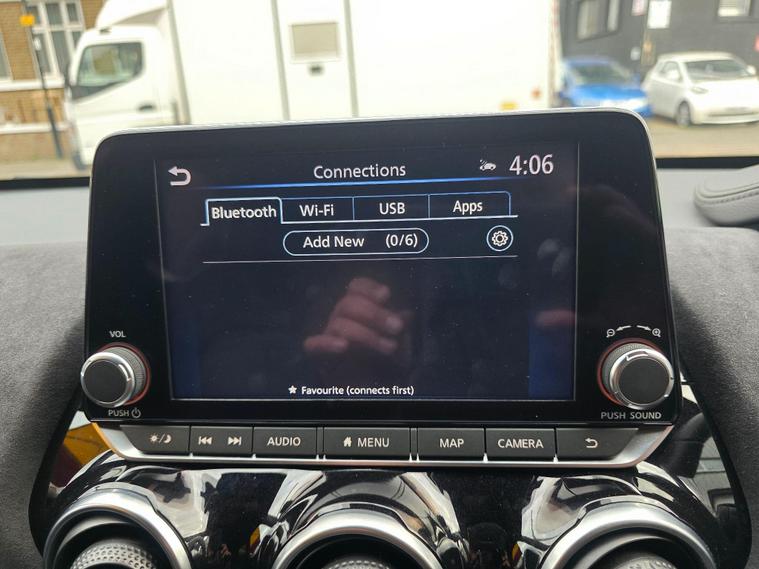 Connections
4:06
Bluetooth
Wi-Fi
USB
Apps
Add New (0/6)
Favourite (connects first)
VOL
PUSH
PUSH SOUND
AUDIO
MENU
MAP
CAMERA